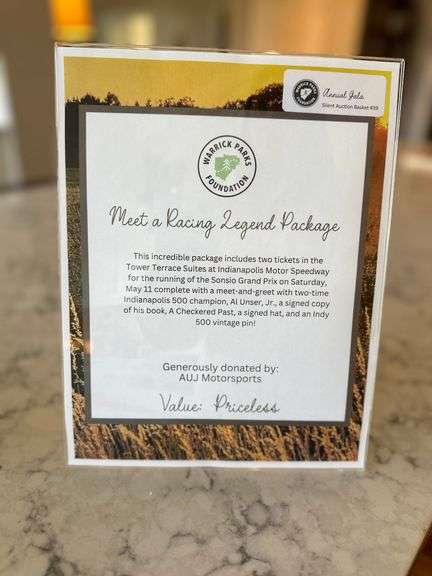 WARRICK PARKS
FOUNDATION
Annual Gala
Silent Auction Basket #39
WARRICK PARKS
FOUNDATION
Meet a Racing Legend Package
This incredible package includes two tickets in the
Tower Terrace Suites at Indianapolis Motor Speedway
for the running of the Sonsio Grand Prix on Saturday,
May 11 complete with a meet-and-greet with two-time
Indianapolis 500 champion, Al Unser, Jr., a signed copy
of his book, A Checkered Past, a signed hat, and an Indy
500 vintage pin!
Generously donated by:
AUJ Motorsports
Value: Priceless